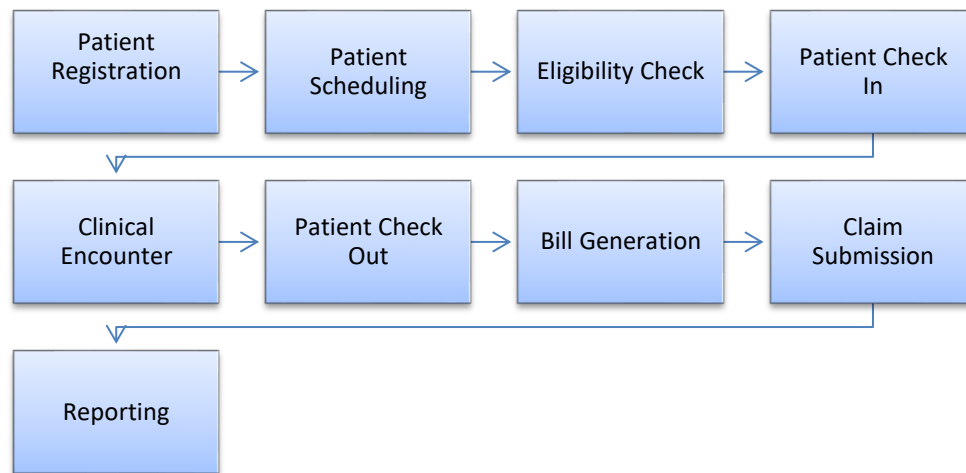 Patient
Registration
Patient
Scheduling
Eligibility Check
Patient Check
In
Clinical
Encounter
Patient Check
Out
Bill Generation
Claim
Submission
Reporting